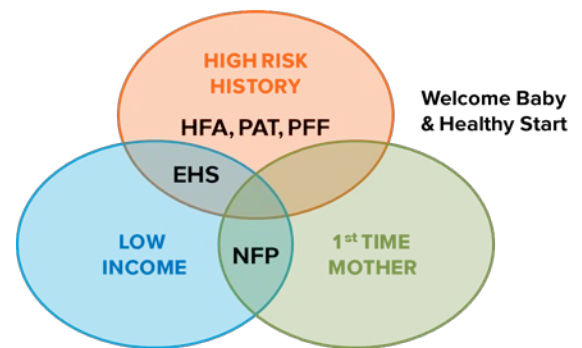 HIGH RISK
HISTORY
HFA, PAT, PFF
Welcome Baby
& Healthy Start
EHS
LOW
INCOME
NFP
1st TIME
MOTHER